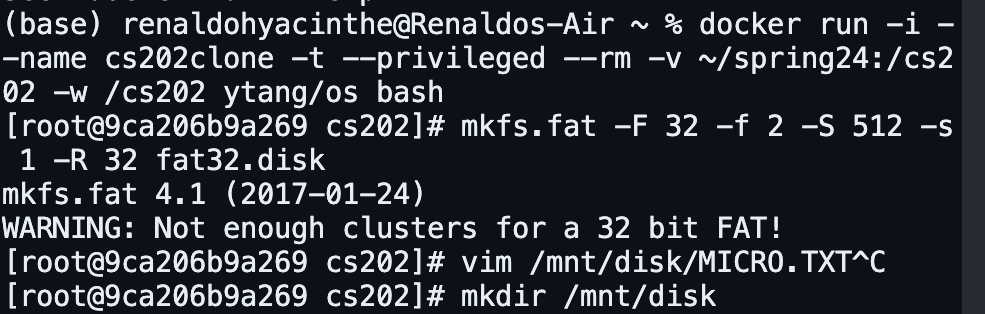 (base) renaldohyacinthe@Renaldos-Air ~ % docker run -i -
-name cs202clone -t --privileged --rm -v ~/spring24:/cs2
02 -w /cs202 ytang/os bash
[root@9ca206b9a269 cs202]# mkfs.fat -F 32 -f 2 -S 512 -s
 1 -R 32 fat32.disk
mkfs.fat 4.1 (2017-01-24)
WARNING: Not enough clusters for a 32 bit FAT!
[root@9ca206b9a269 cs202]# vim /mnt/disk/MICRO.TXT^C
[root@9ca206b9a269 cs202]# mkdir /mnt/disk